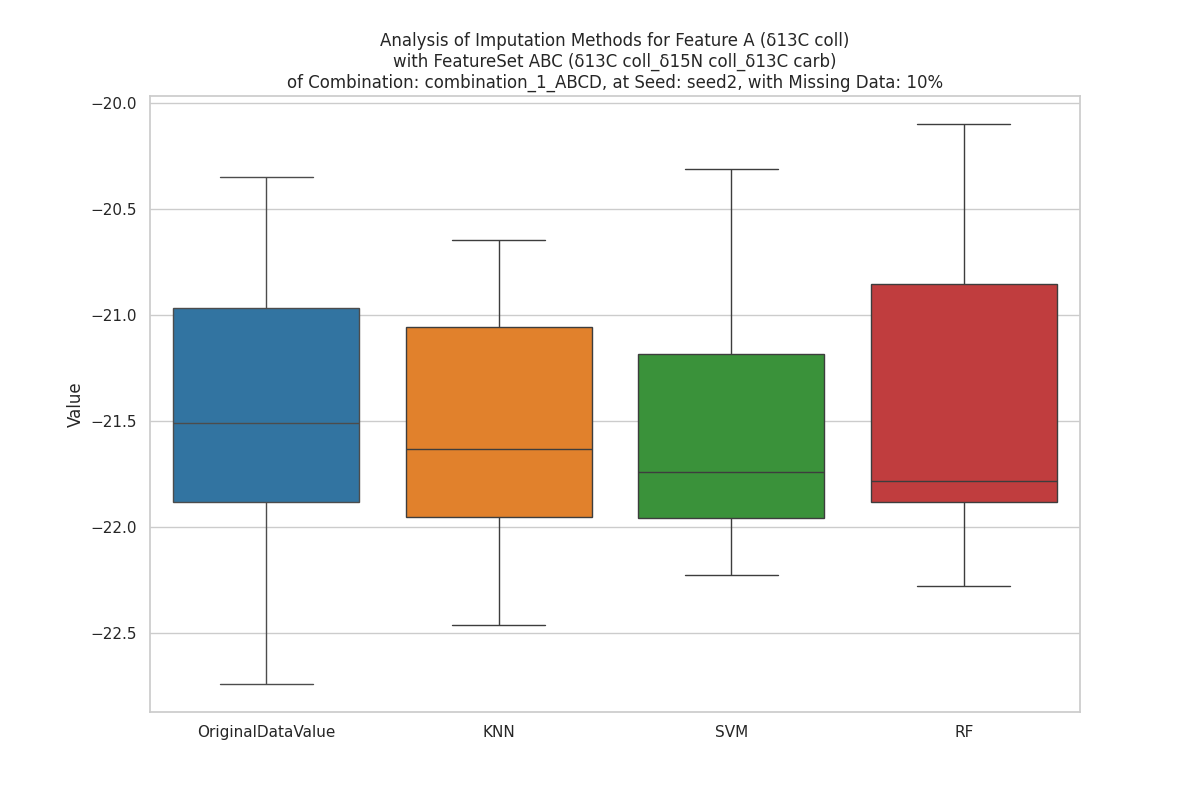 Analysis of Imputation Methods for Feature A (δ13C coll)
with FeatureSet ABC (δ13C coll_δ15N coll_δ13C carb)
of Combination: combination_1_ABCD, at Seed: seed2, with Missing Data: 10%
−20.0
−20.5
−21.0
−21.5
−22.0
−22.5
Value
OriginalDataValue
KNN
SVM
RF